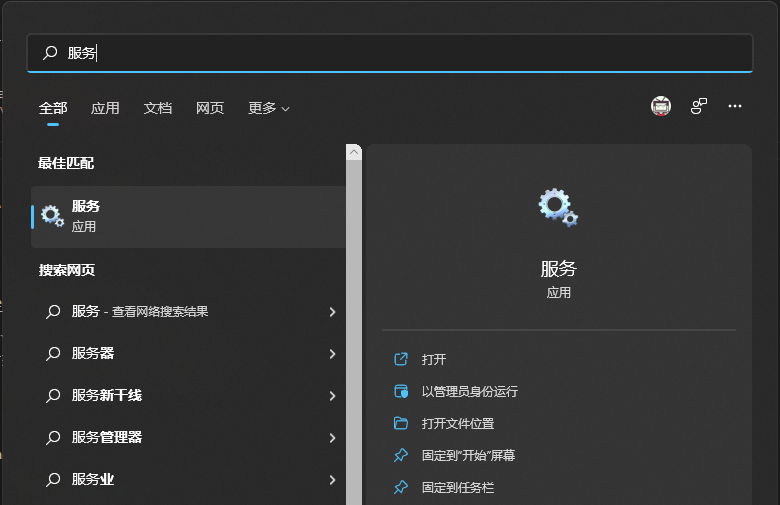 服务
全部 应用 文档 网页 更多
最佳匹配
服务
应用
搜索网页
服务 - 查看网络搜索结果
服务器
服务新干线
服务管理器
服务业
服务
应用
打开
以管理员身份运行
打开文件位置
固定到"开始"屏幕
固定到任务栏